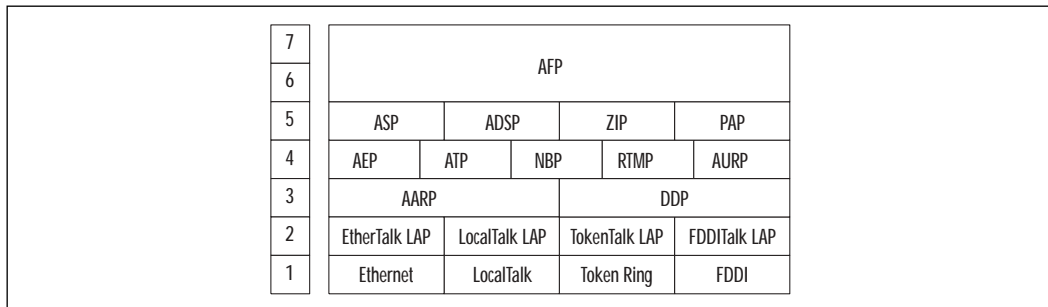 7
AFP
6
5 ASP ADSP ZIP PAP
4 AEP ATP NBP RTMP AURP
3 AARP DDP
2 EtherTalk LAP LocalTalk LAP TokenTalk LAP FDDITalk LAP
1 Ethernet LocalTalk Token Ring FDDI